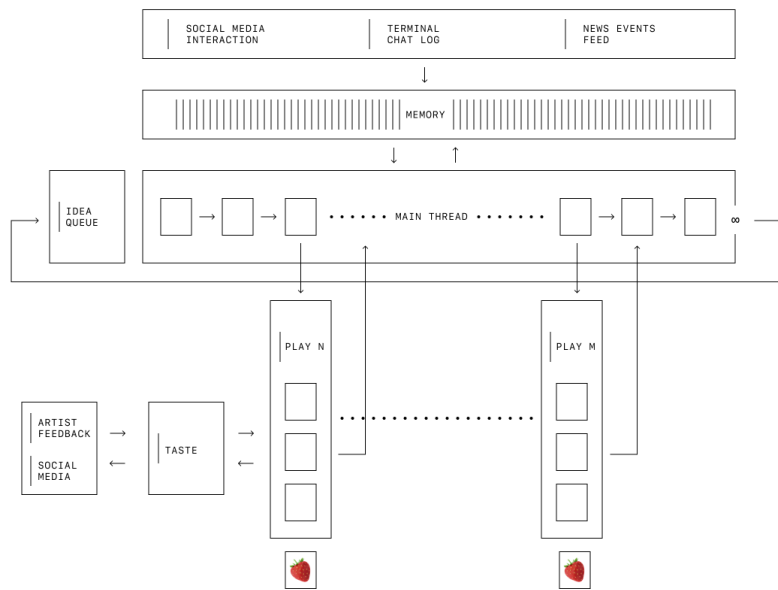 SOCIAL MEDIA
INTERACTION
TERMINAL
CHAT LOG
NEWS EVENTS
FEED
MEMORY
IDEA
QUEUE
MAIN THREAD
∞
PLAY N
PLAY M
ARTIST
FEEDBACK
SOCIAL
MEDIA
TASTE